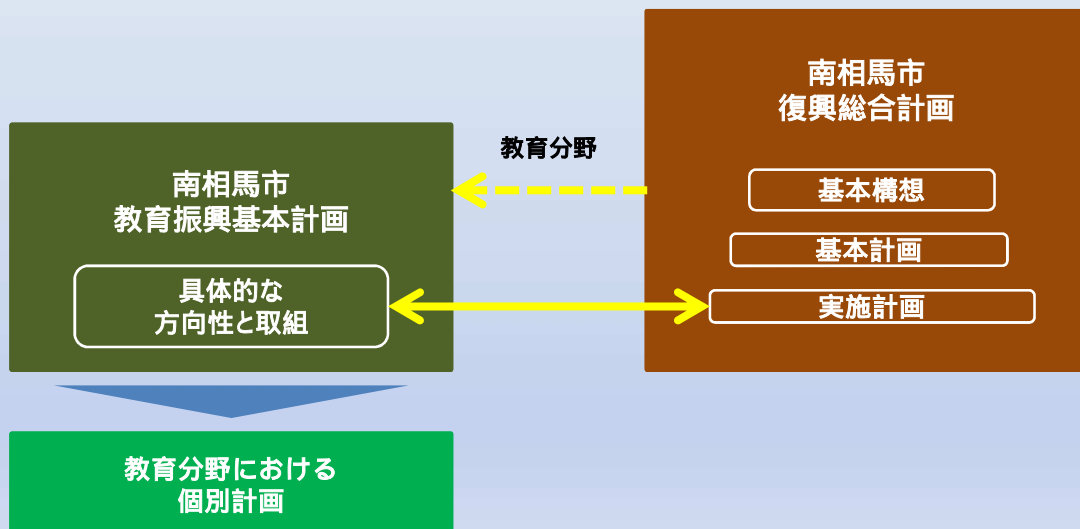 南相馬市
復興総合計画
教育分野
基本構想
南相馬市
教育振興基本計画
基本計画
具体的な
方向性と取組
実施計画
教育分野における
個別計画